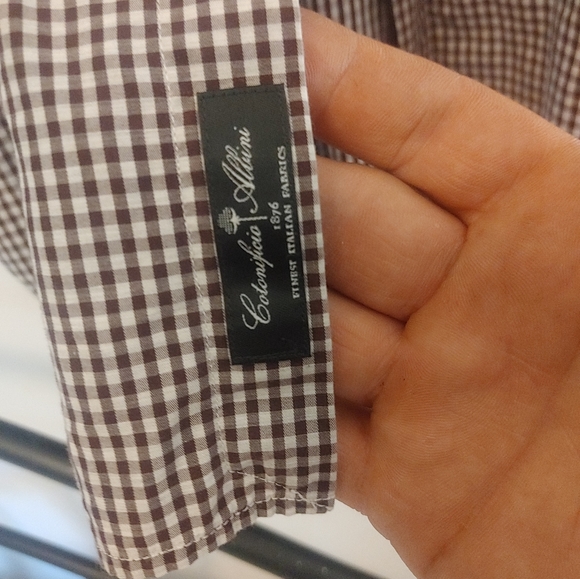 Cotonificio Albini
1876
FINEST ITALIAN FABRICS